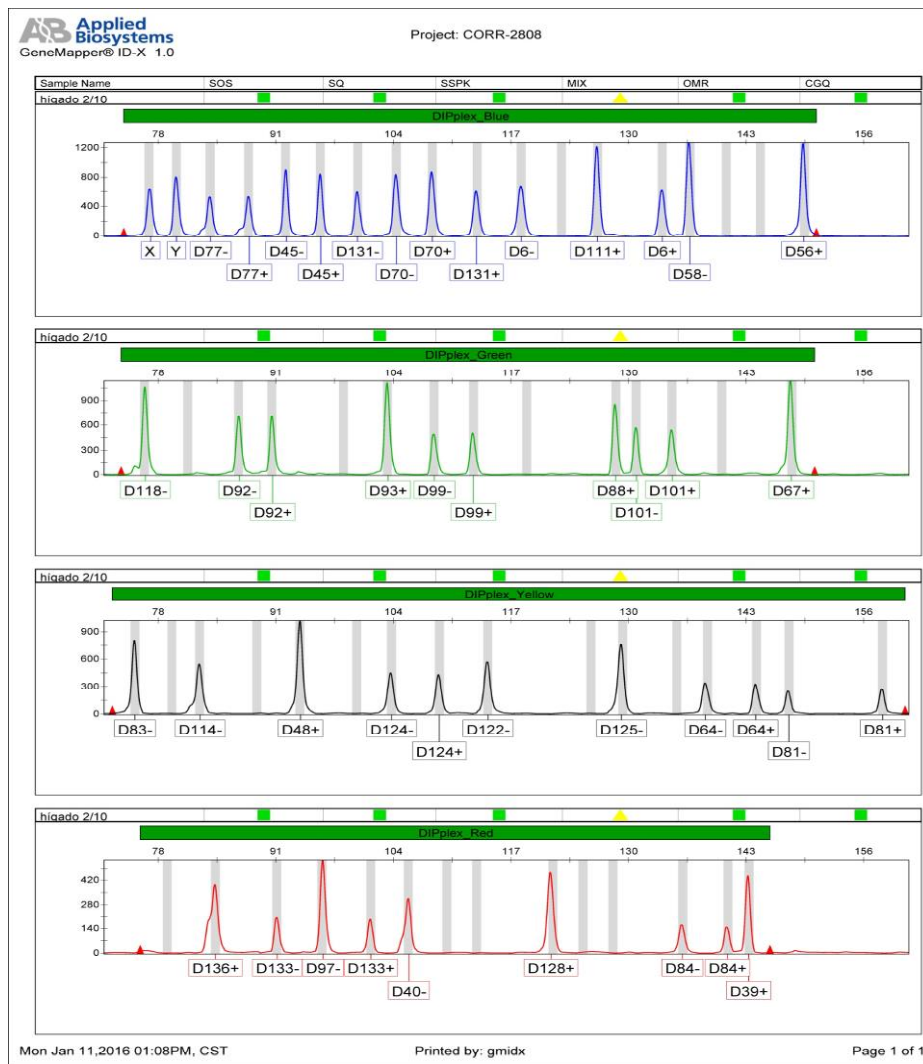 AB Applied
Biosystems
GeneMapper® ID-X 1.0
Project: CORR-2808
Sample Name SOS SQ SSPK MIX OMR CGQ
hígado 2/10
DIPplex_Blue
78 91 104 117 130 143 156
1200
800
400
0
X Y D77- D45- D131- D70+ D6- D111+ D6+ D56+
D77+ D45+ D70- D131+ D58-
hígado 2/10
DIPplex_Green
78 91 104 117 130 143 156
900
600
300
0
D118- D92- D93+ D99- D88+ D101+ D67+
D92+ D99+ D101-
hígado 2/10
DIPplex_Yellow
78 91 104 117 130 143 156
900
600
300
0
D83- D114- D48+ D124- D122- D125- D64- D64+ D81+
D124+ D81-
hígado 2/10
DIPplex_Red
78 91 104 117 130 143 156
420
280
140
0
D136+ D133- D97- D133+ D128+ D84- D84+
D40- D39+
Mon Jan 11,2016 01:08PM, CST Printed by: gmidx Page 1 of 1